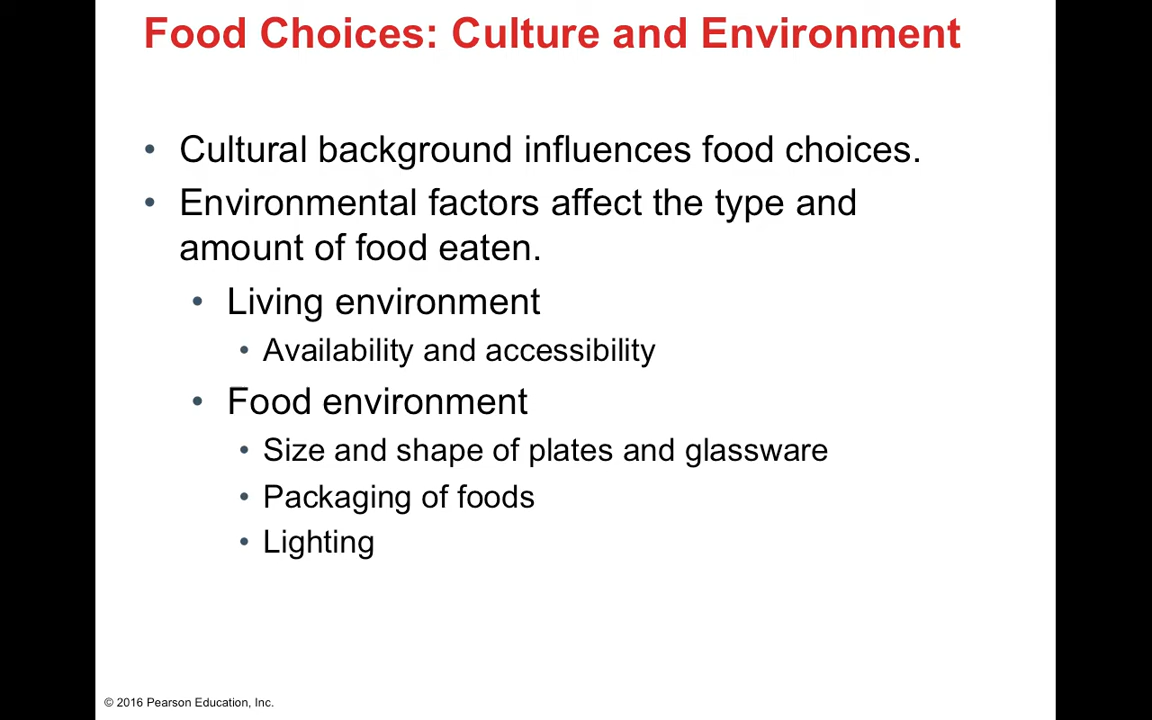 Food Choices: Culture and Environment
• Cultural background influences food choices.
• Environmental factors affect the type and
amount of food eaten.
• Living environment
• Availability and accessibility
• Food environment
• Size and shape of plates and glassware
• Packaging of foods
• Lighting
© 2016 Pearson Education, Inc.